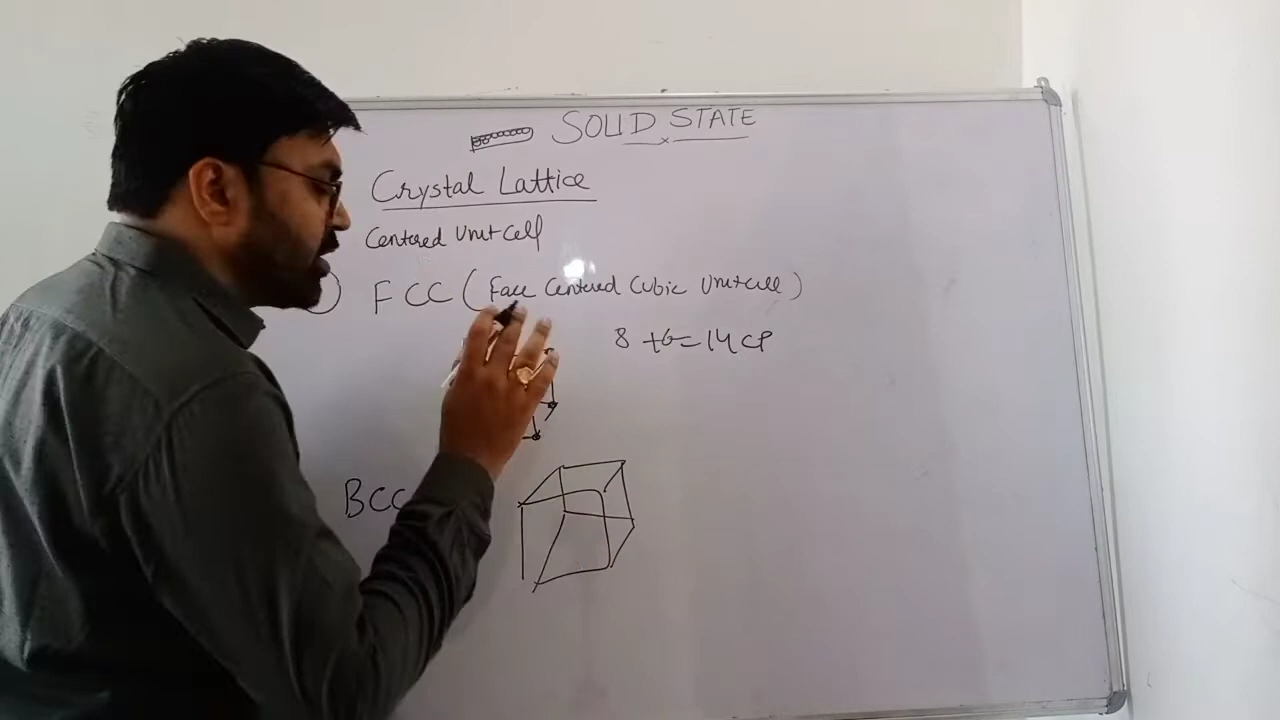 SOLID STATE
Crystal Lattice
Centered Unit cell
) FCC (Face Centered Cubic Unit cell)
8 + 6 = 14 CP
BCC